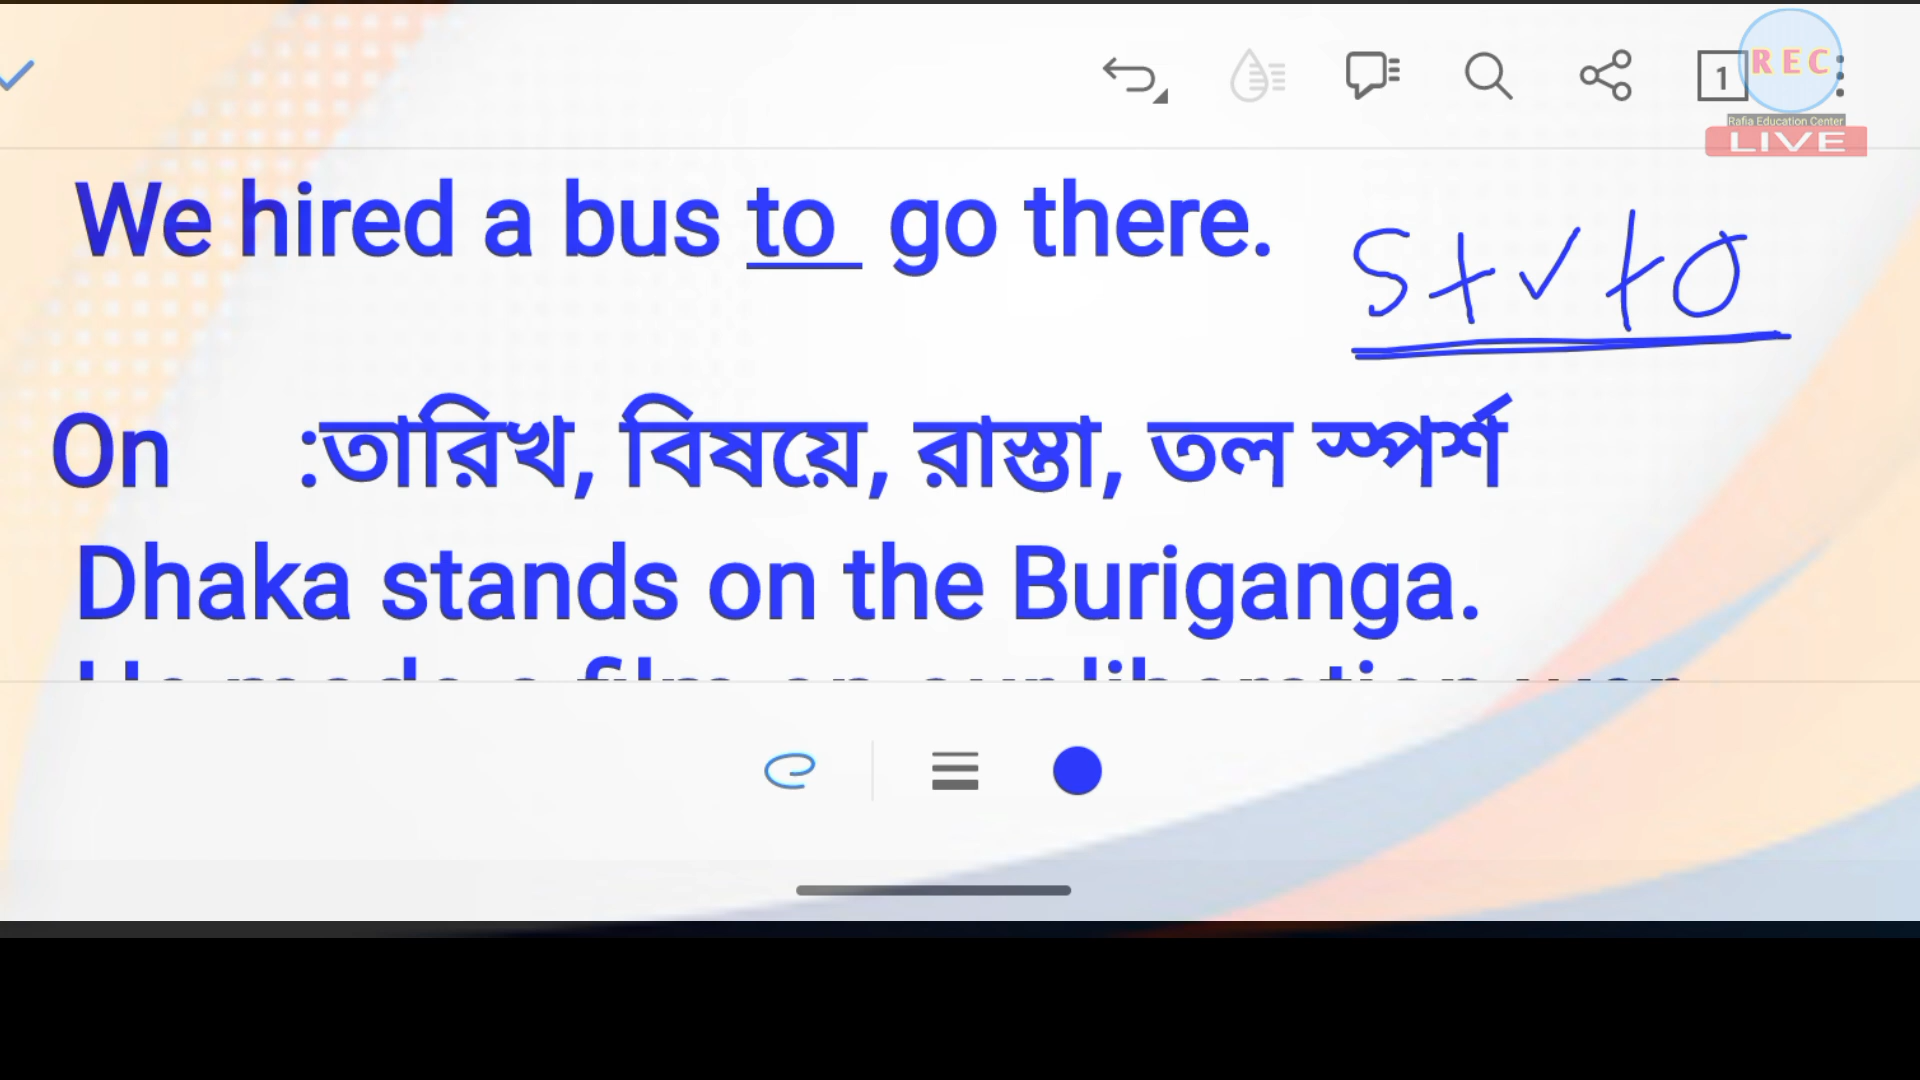 1
REC
Rafia Education Center
LIVE
We hired a bus to go there.
S+V+O
On :তারিখ, বিষয়ে, রাস্তা, তল স্পর্শ
Dhaka stands on the Buriganga.